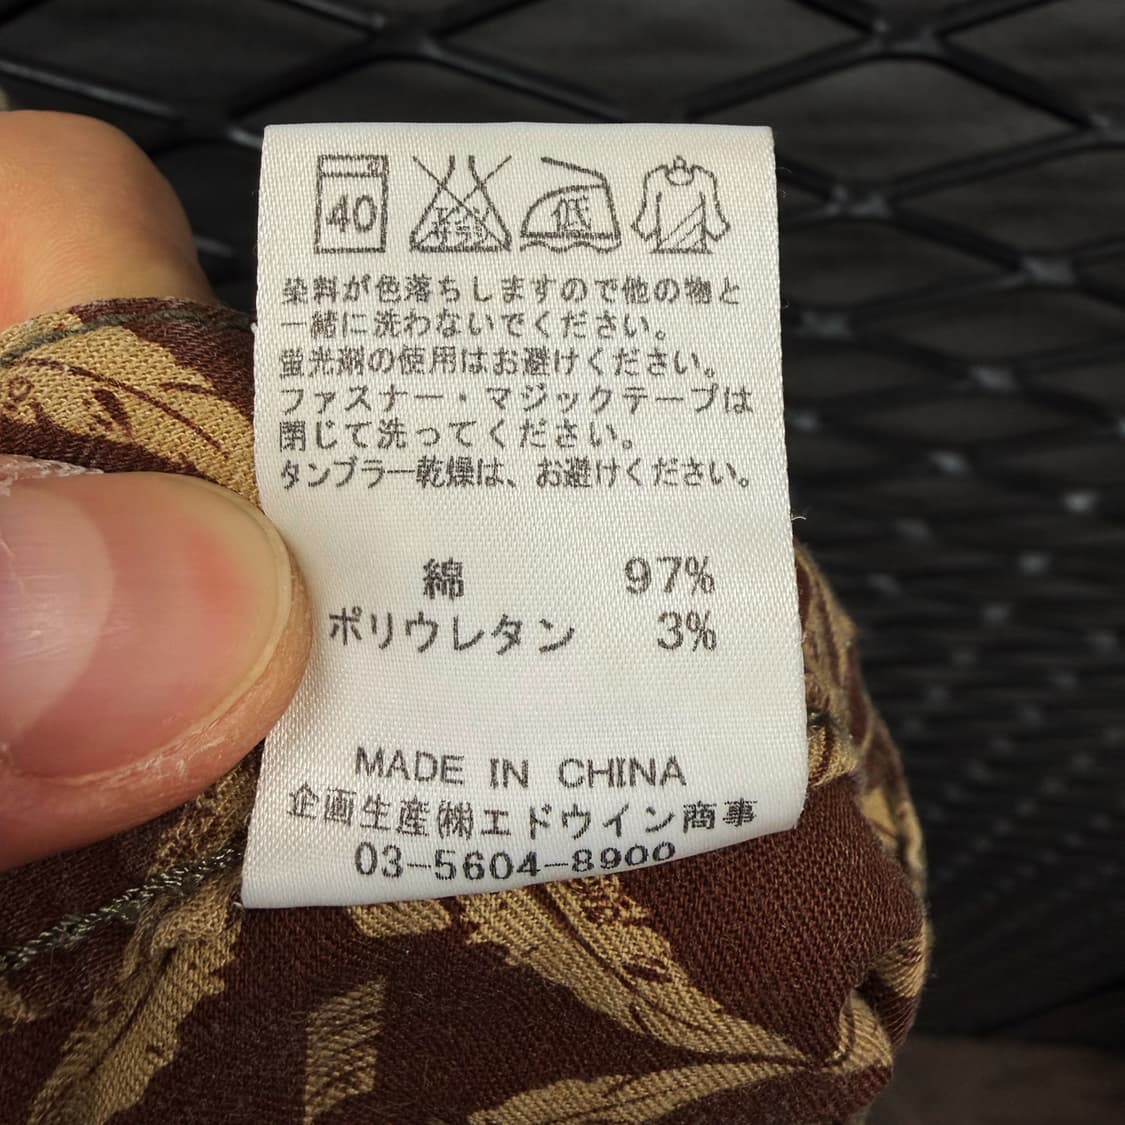 40
低
染料が色落ちしますので他の物と
一緒に洗わないでください。
蛍光剤の使用はお避けください。
ファスナー・マジックテープは
閉じて洗ってください。
タンブラー乾燥は、お避けください。
綿 97%
ポリウレタン 3%
MADE IN CHINA
企画生産㈱エドウイン商事
03-5604-8900